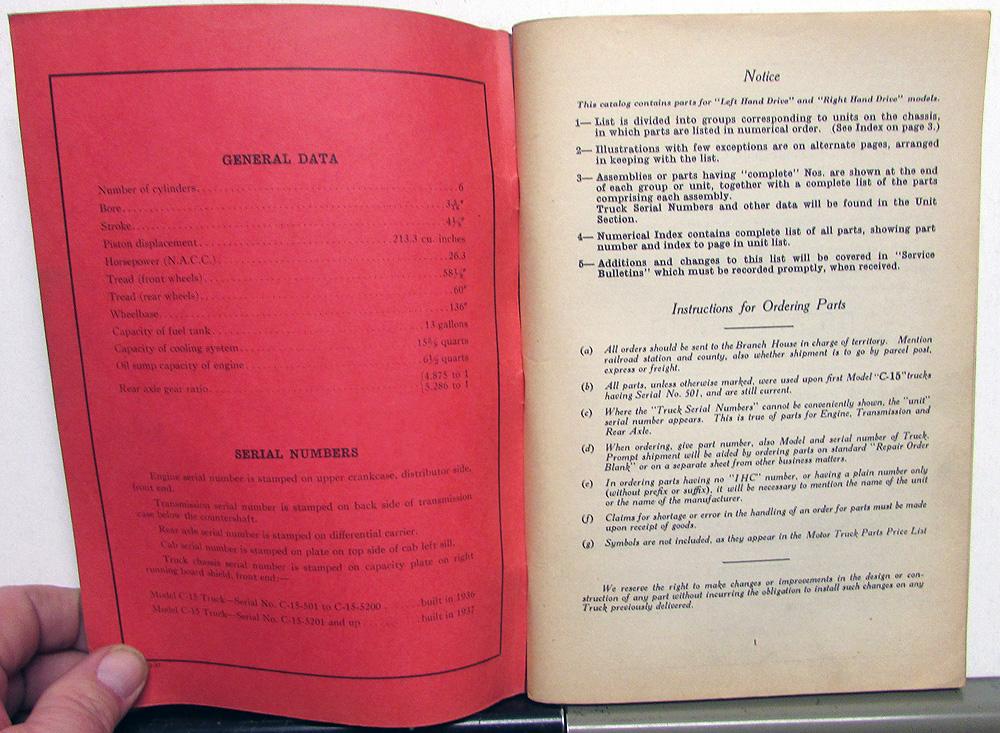 GENERAL DATA
Number of cylinders 6
Bore 3 5/16"
Stroke 4 1/8"
Piston displacement 213.3 cu. inches
Horsepower (N.A.C.C.) 26.3
Tread (front wheels)
Tread (rear wheels) 60"
Wheelbase 136"
Capacity of fuel tank 13 gallons
Capacity of cooling system quarts
Oil sump capacity of engine 6½ quarts
{4.875 to 1
Rear axle gear ratio {5.286 to 1
SERIAL NUMBERS
Engine serial number is stamped on upper crankcase, distributor side,
front end.
Transmission serial number is stamped on back side of transmission
case below the countershaft.
Rear axle serial number is stamped on differential carrier.
Cab serial number is stamped on plate on top side of cab left sill.
Truck chassis serial number is stamped on capacity plate on right
running board shield, front end:—
Model C-15 Truck—Serial No. C-15-501 to C-15-5200 built in 1936
Model C-15 Truck—Serial No. C-15-5201 and up built in 1937
Notice
This catalog contains parts for "Left Hand Drive" and "Right Hand Drive" models.
1— List is divided into groups corresponding to units on the chassis,
in which parts are listed in numerical order. (See Index on page 3.)
2— Illustrations with few exceptions are on alternate pages, arranged
in keeping with the list.
3— Assemblies or parts having "complete" Nos. are shown at the end
of each group or unit, together with a complete list of the parts
comprising each assembly.
Truck Serial Numbers and other data will be found in the Unit
Section.
4— Numerical Index contains complete list of all parts, showing part
number and index to page in unit list.
5— Additions and changes to this list will be covered in "Service
Bulletins" which must be recorded promptly, when received.
Instructions for Ordering Parts
(a) All orders should be sent to the Branch House in charge of territory. Mention
railroad station and county, also whether shipment is to go by parcel post,
express or freight.
(b) All parts, unless otherwise marked, were used upon first Model "C-15" trucks
having Serial No. 501, and are still current.
(c) Where the "Truck Serial Numbers" cannot be conveniently shown, the "unit"
serial number appears. This is true of parts for Engine, Transmission and
Rear Axle.
(d) When ordering, give part number, also Model and serial number of Truck.
Prompt shipment will be aided by ordering parts on standard "Repair Order
Blank" or on a separate sheet from other business matters.
(e) In ordering parts having no "IHC" number, or having a plain number only
(without prefix or suffix), it will be necessary to mention the name of the unit
or the name of the manufacturer.
(f) Claims for shortage or error in the handling of an order for parts must be made
upon receipt of goods.
(g) Symbols are not included, as they appear in the Motor Truck Parts Price List
We reserve the right to make changes or improvements in the design or con-
struction of any part without incurring the obligation to install such changes on any
Truck previously delivered.
1